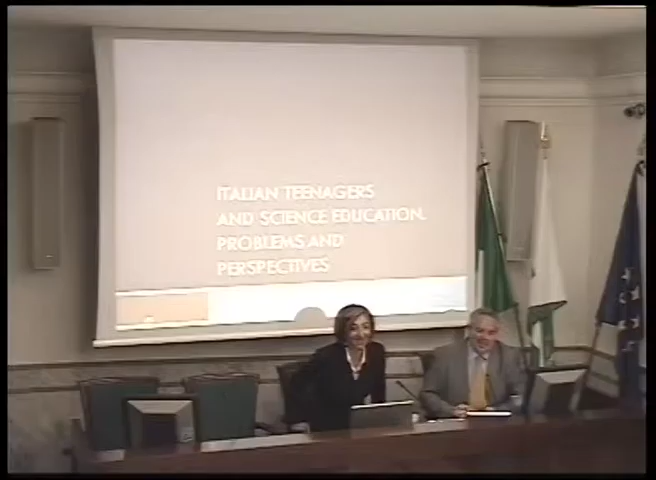 ITALIAN TEENAGERS
AND SCIENCE EDUCATION.
PROBLEMS AND
PERSPECTIVES